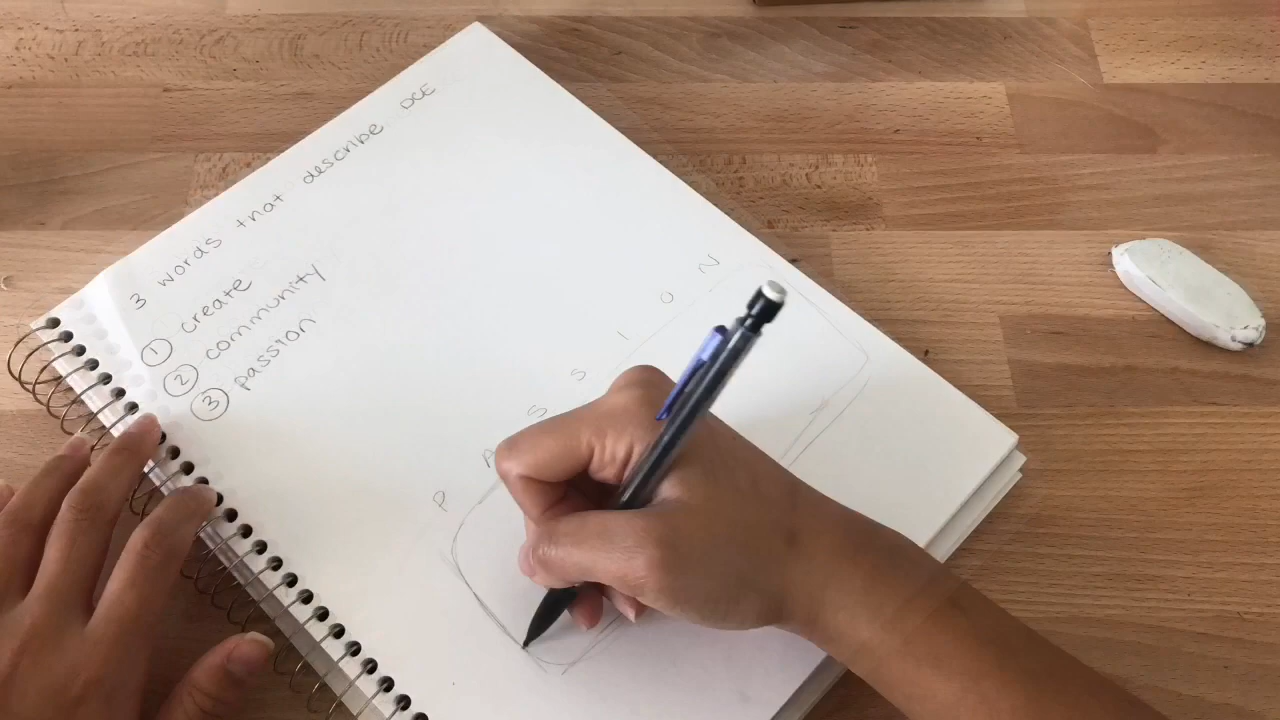 3 words that describe DCE
1 create
2 community
3 passion
P A S S I O N